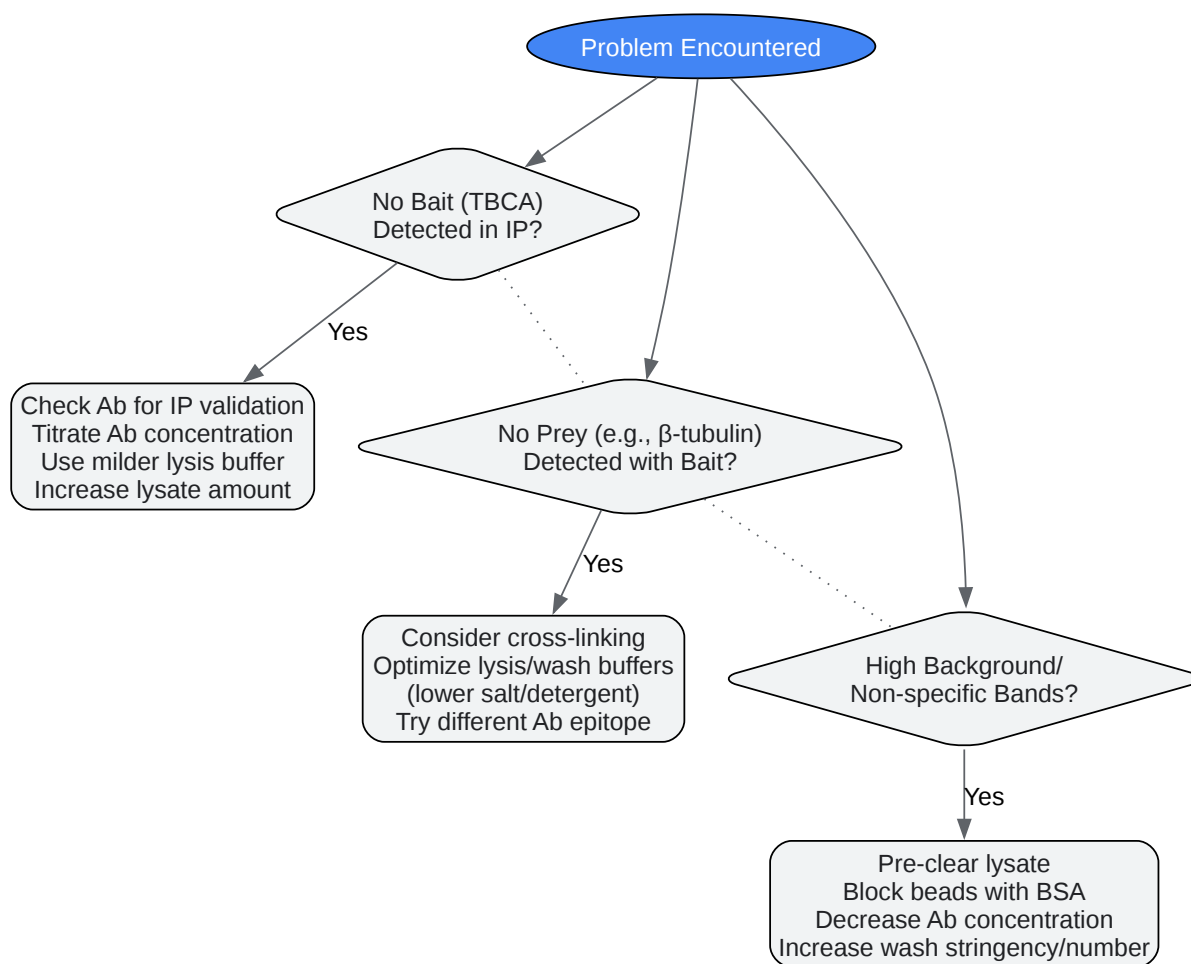 Problem Encountered
No Bait (TBCA)
Detected in IP?
Yes
Check Ab for IP validation
Titrate Ab concentration
Use milder lysis buffer
Increase lysate amount
No Prey (e.g., β-tubulin)
Detected with Bait?
Yes
Consider cross-linking
Optimize lysis/wash buffers
(lower salt/detergent)
Try different Ab epitope
High Background/
Non-specific Bands?
Yes
Pre-clear lysate
Block beads with BSA
Decrease Ab concentration
Increase wash stringency/number